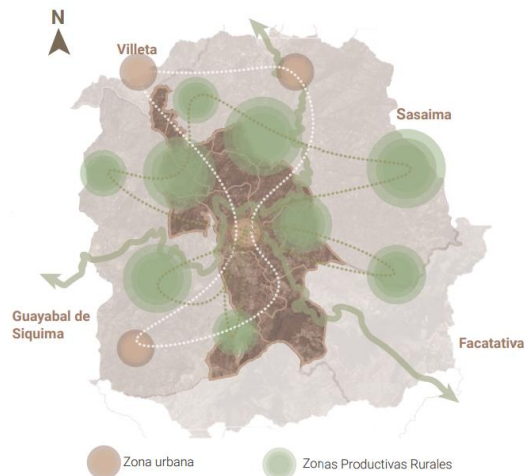 N
Villeta
Sasaima
Guayabal de
Siquima
Facatativa
Zona urbana
Zonas Productivas Rurales